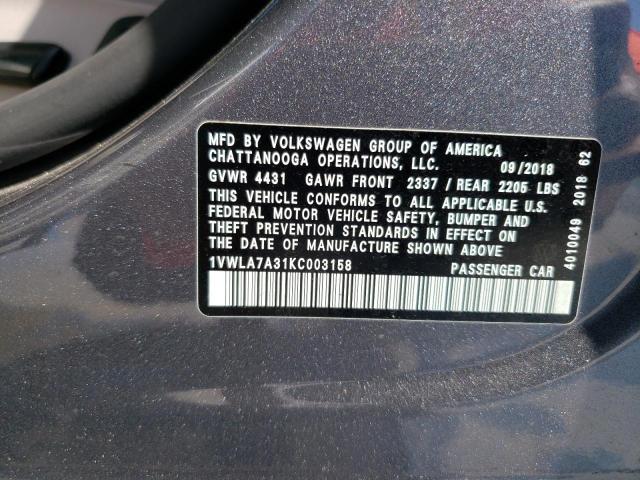 MFD BY VOLKSWAGEN GROUP OF AMERICA
CHATTANOOGA OPERATIONS, LLC. 09/2018
GVWR 4431 GAWR FRONT 2337/REAR 2205 LBS
THIS VEHICLE CONFORMS TO ALL APPLICABLE U.S.
FEDERAL MOTOR VEHICLE SAFETY, BUMPER AND
THEFT PREVENTION STANDARDS IN EFFECT ON
THE DATE OF MANUFACTURE SHOWN ABOVE
1VWLA7A31KC003158 PASSENGER CAR
4010049 2018 62